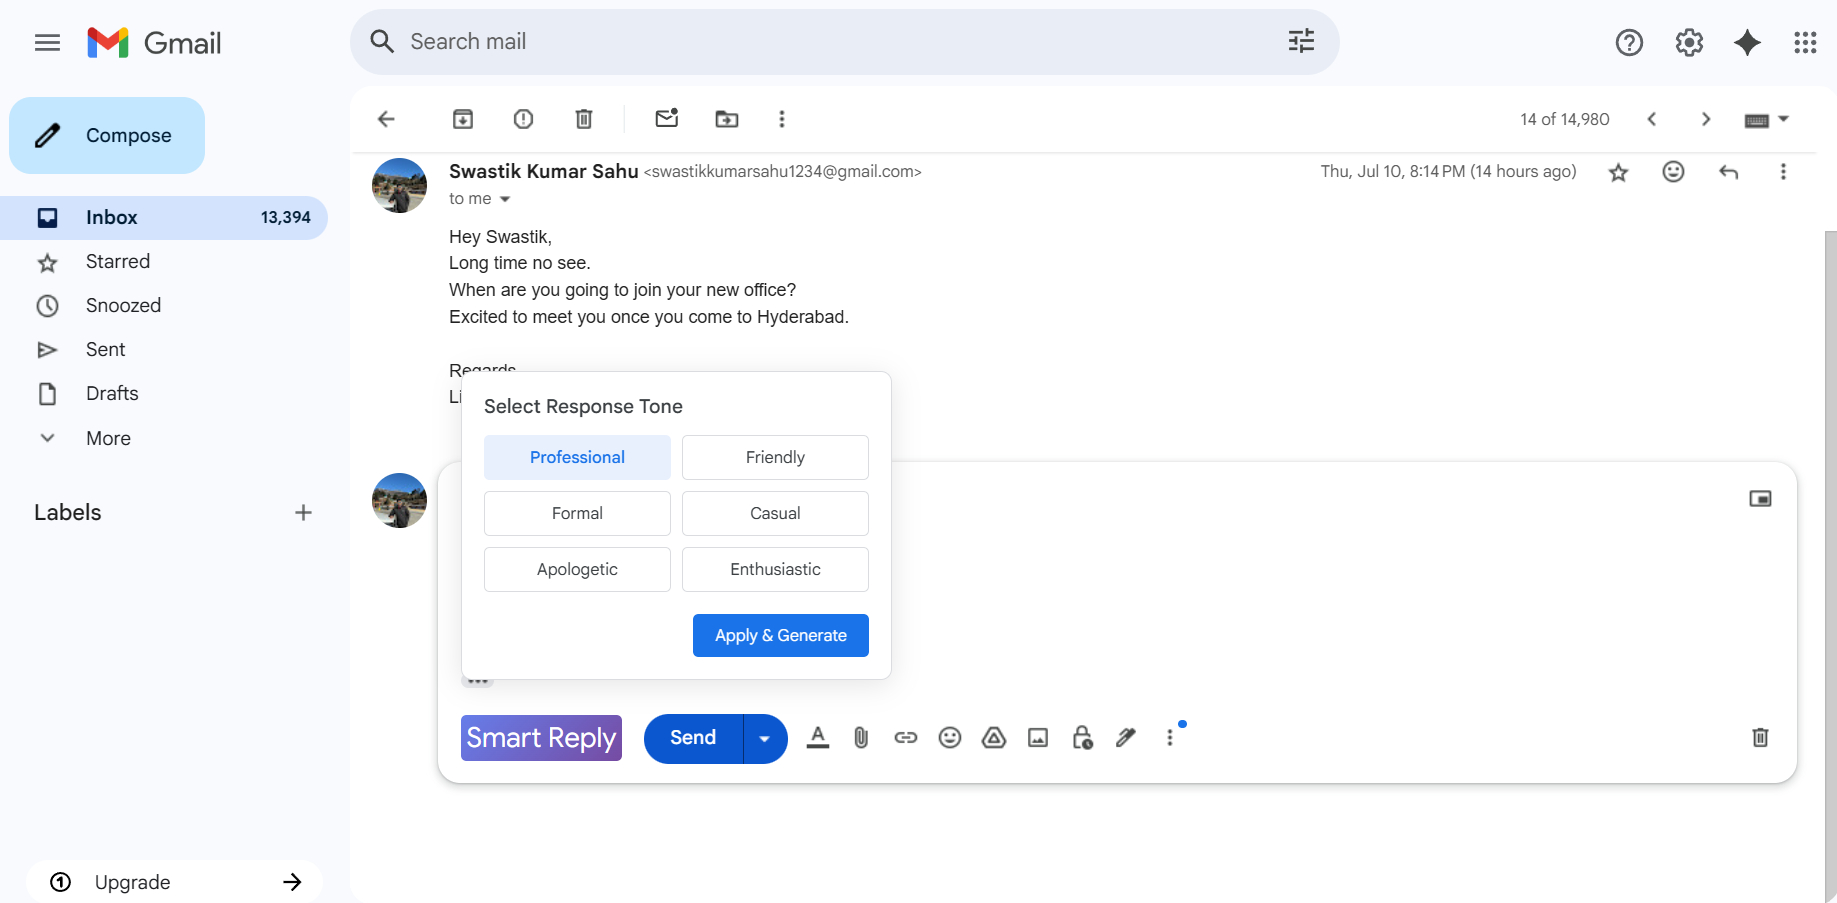 Gmail
Search mail
Compose
14 of 14,980
Inbox 13,394
Starred
Snoozed
Sent
Drafts
More
Labels
Upgrade
Swastik Kumar Sahu <swastikkumarsahu1234@gmail.com>
Thu, Jul 10, 8:14 PM (14 hours ago)
to me
Hey Swastik,
Long time no see.
When are you going to join your new office?
Excited to meet you once you come to Hyderabad.
Regards
Select Response Tone
Professional
Friendly
Formal
Casual
Apologetic
Enthusiastic
Apply & Generate
Smart Reply
Send